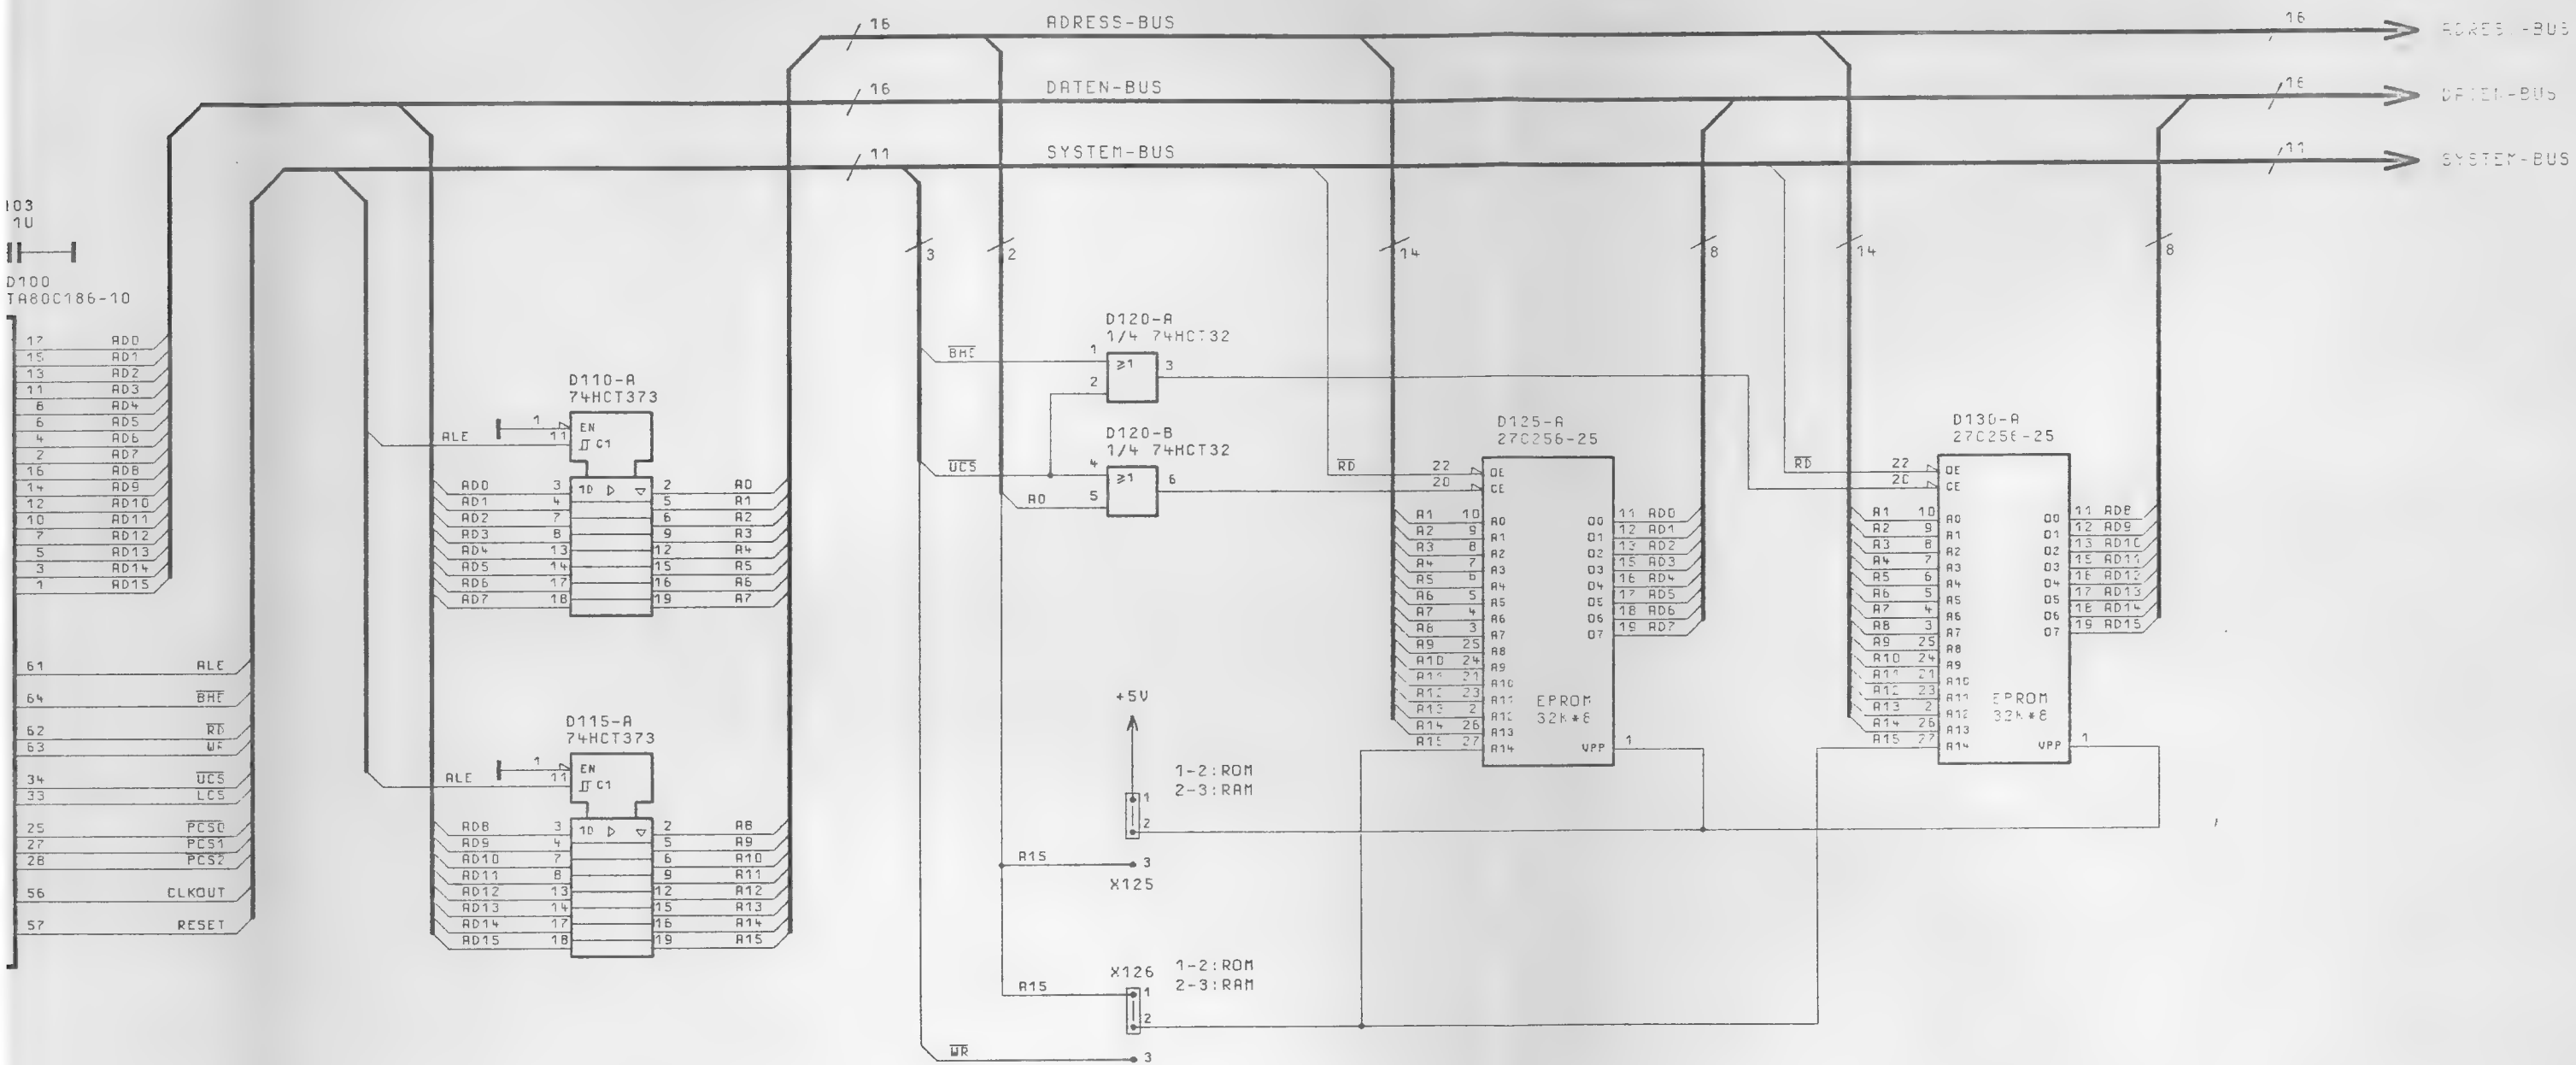 16 ADRESS-BUS 16
16 DATEN-BUS
11 SYSTEM-BUS 11 SYSTEM-BUS
1U
D100
TA80C186-10
17 AD0
15 AD1
13 AD2
11 AD3
8 AD4
6 AD5
4 AD6
2 AD7
16 AD8
14 AD9
12 AD10
10 AD11
7 AD12
5 AD13
3 AD14
1 AD15
61 ALE
64 BHE
62 RD
63 WR
34 UCS
33 LCS
25 PCS0
27 PCS1
28 PCS2
56 CLKOUT
57 RESET
D110-A
74HCT373
1 EN
ALE 11 C1
1D
AD0 3 2 A0
AD1 4 5 A1
AD2 7 6 A2
AD3 8 9 A3
AD4 13 12 A4
AD5 14 15 A5
AD6 17 16 A6
AD7 18 19 A7
D115-A
74HCT373
1 EN
ALE 11 C1
1D
AD8 3 2 A8
AD9 4 5 A9
AD10 7 6 A10
AD11 8 9 A11
AD12 13 12 A12
AD13 14 15 A13
AD14 17 16 A14
AD15 18 19 A15
3 2 14 8 14 8
D120-A
1/4 74HCT32
BHE 1 ≥1 3
2
D120-B
1/4 74HCT32
UCS 4 ≥1 6
A0 5
D125-A
27C256-25
RD 22 OE
20 CE
A1 10 A0 O0 11 AD0
A2 9 A1 O1 12 AD1
A3 8 A2 O2 13 AD2
A4 7 A3 O3 15 AD3
A5 6 A4 O4 16 AD4
A6 5 A5 O5 17 AD5
A7 4 A6 O6 18 AD6
A8 3 A7 O7 19 AD7
A9 25 A8
A10 24 A9
A11 21 A10
A12 23 A11
A13 2 A12
A14 26 A13
A15 27 A14
EPROM
32K*8
VPP 1
D130-A
27C256-25
RD 22 OE
20 CE
A1 10 A0 O0 11 AD8
A2 9 A1 O1 12 AD9
A3 8 A2 O2 13 AD10
A4 7 A3 O3 15 AD11
A5 6 A4 O4 16 AD12
A6 5 A5 O5 17 AD13
A7 4 A6 O6 18 AD14
A8 3 A7 O7 19 AD15
A9 25 A8
A10 24 A9
A11 21 A10
A12 23 A11
A13 2 A12
A14 26 A13
A15 27 A14
EPROM
32K*8
VPP 1
+5V
1-2:ROM
2-3:RAM
1
2
A15 3
X125
X126
1-2:ROM
2-3:RAM
A15 1
2
WR 3